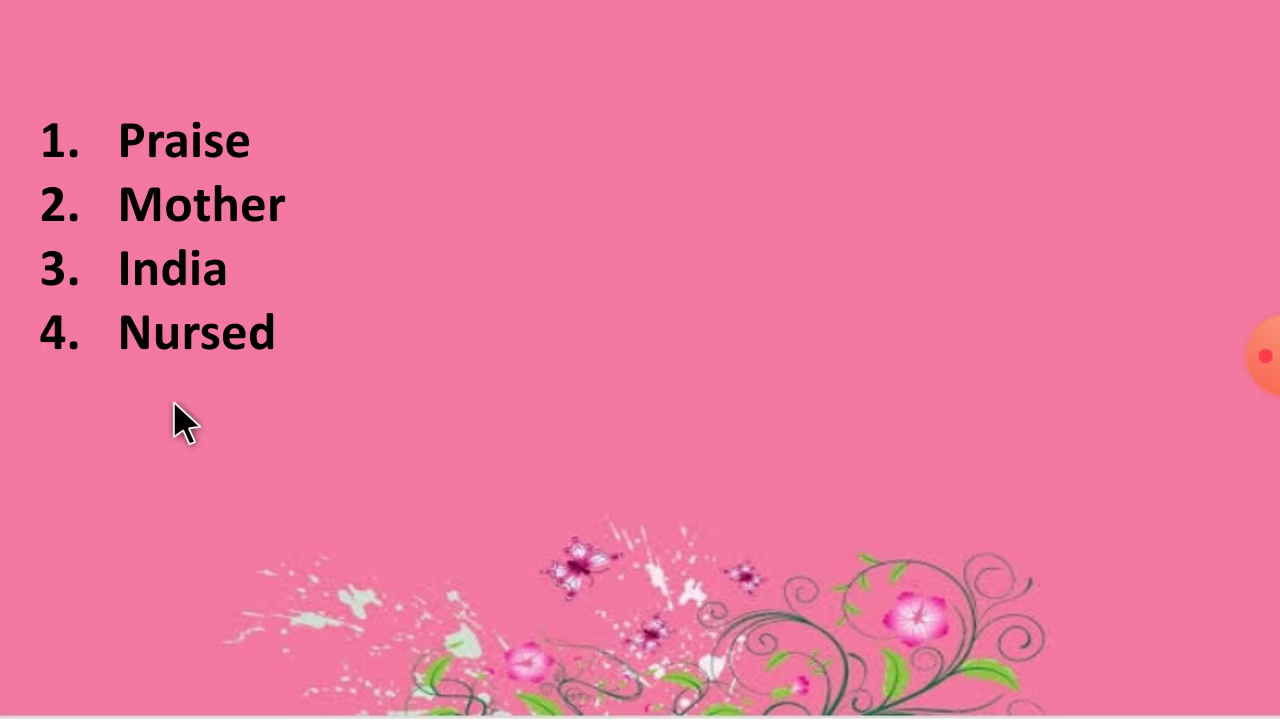 1. Praise
2. Mother
3. India
4. Nursed